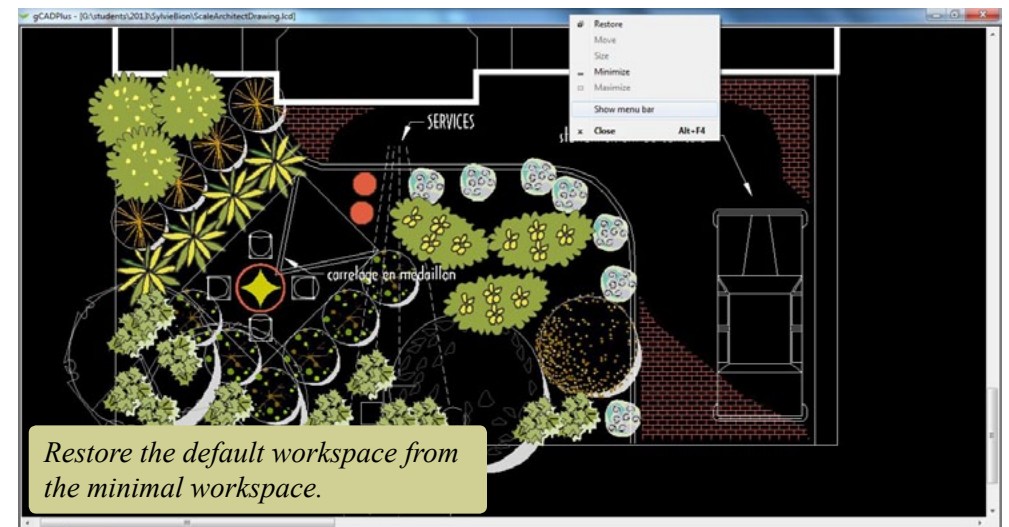 gCADPlus - [G:\students\2013\SylvieBion\ScaleArchitectDrawing.lcd]
Restore
Move
Size
Minimize
Maximize
Show menu bar
Close Alt+F4
SERVICES
carrelage en médaillon
Restore the default workspace from
the minimal workspace.